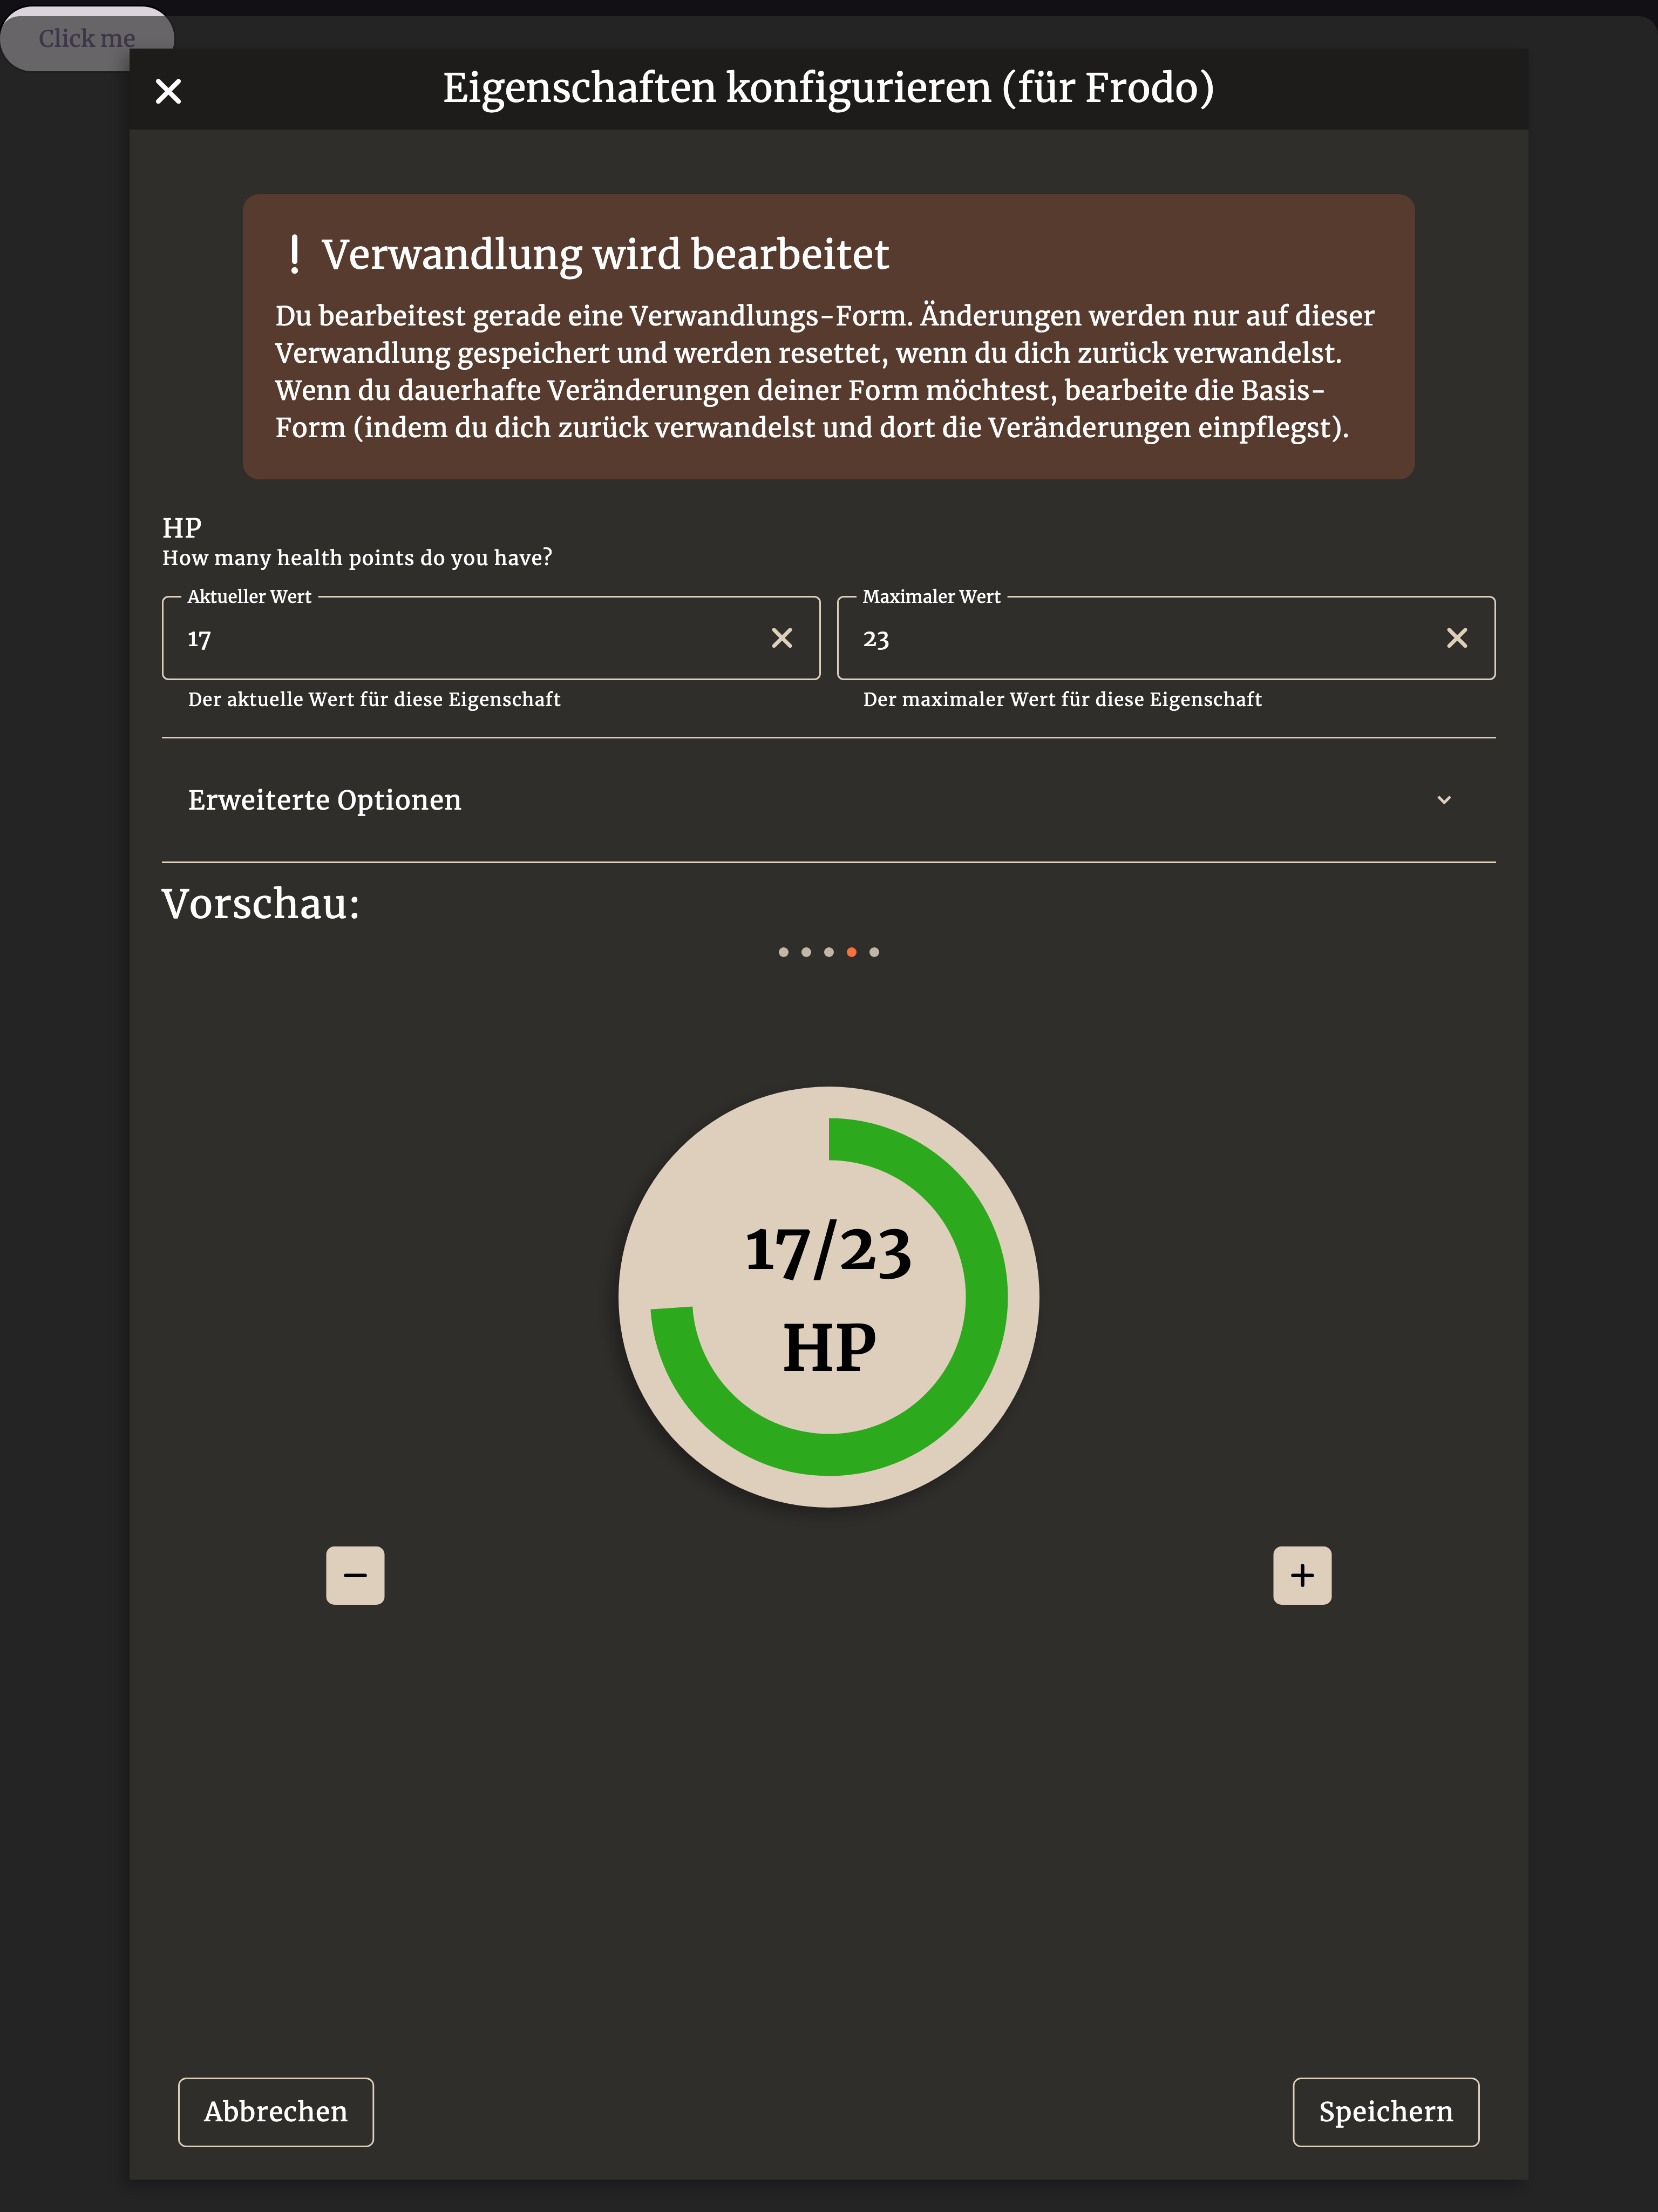 Click me
Eigenschaften konfigurieren (für Frodo)
! Verwandlung wird bearbeitet
Du bearbeitest gerade eine Verwandlungs-Form. Änderungen werden nur auf dieser
Verwandlung gespeichert und werden resettet, wenn du dich zurück verwandelst.
Wenn du dauerhafte Veränderungen deiner Form möchtest, bearbeite die Basis-
Form (indem du dich zurück verwandelst und dort die Veränderungen einpflegst).
HP
How many health points do you have?
Aktueller Wert
17
Der aktuelle Wert für diese Eigenschaft
Maximaler Wert
23
Der maximaler Wert für diese Eigenschaft
Erweiterte Optionen
Vorschau:
17/23
HP
Abbrechen
Speichern